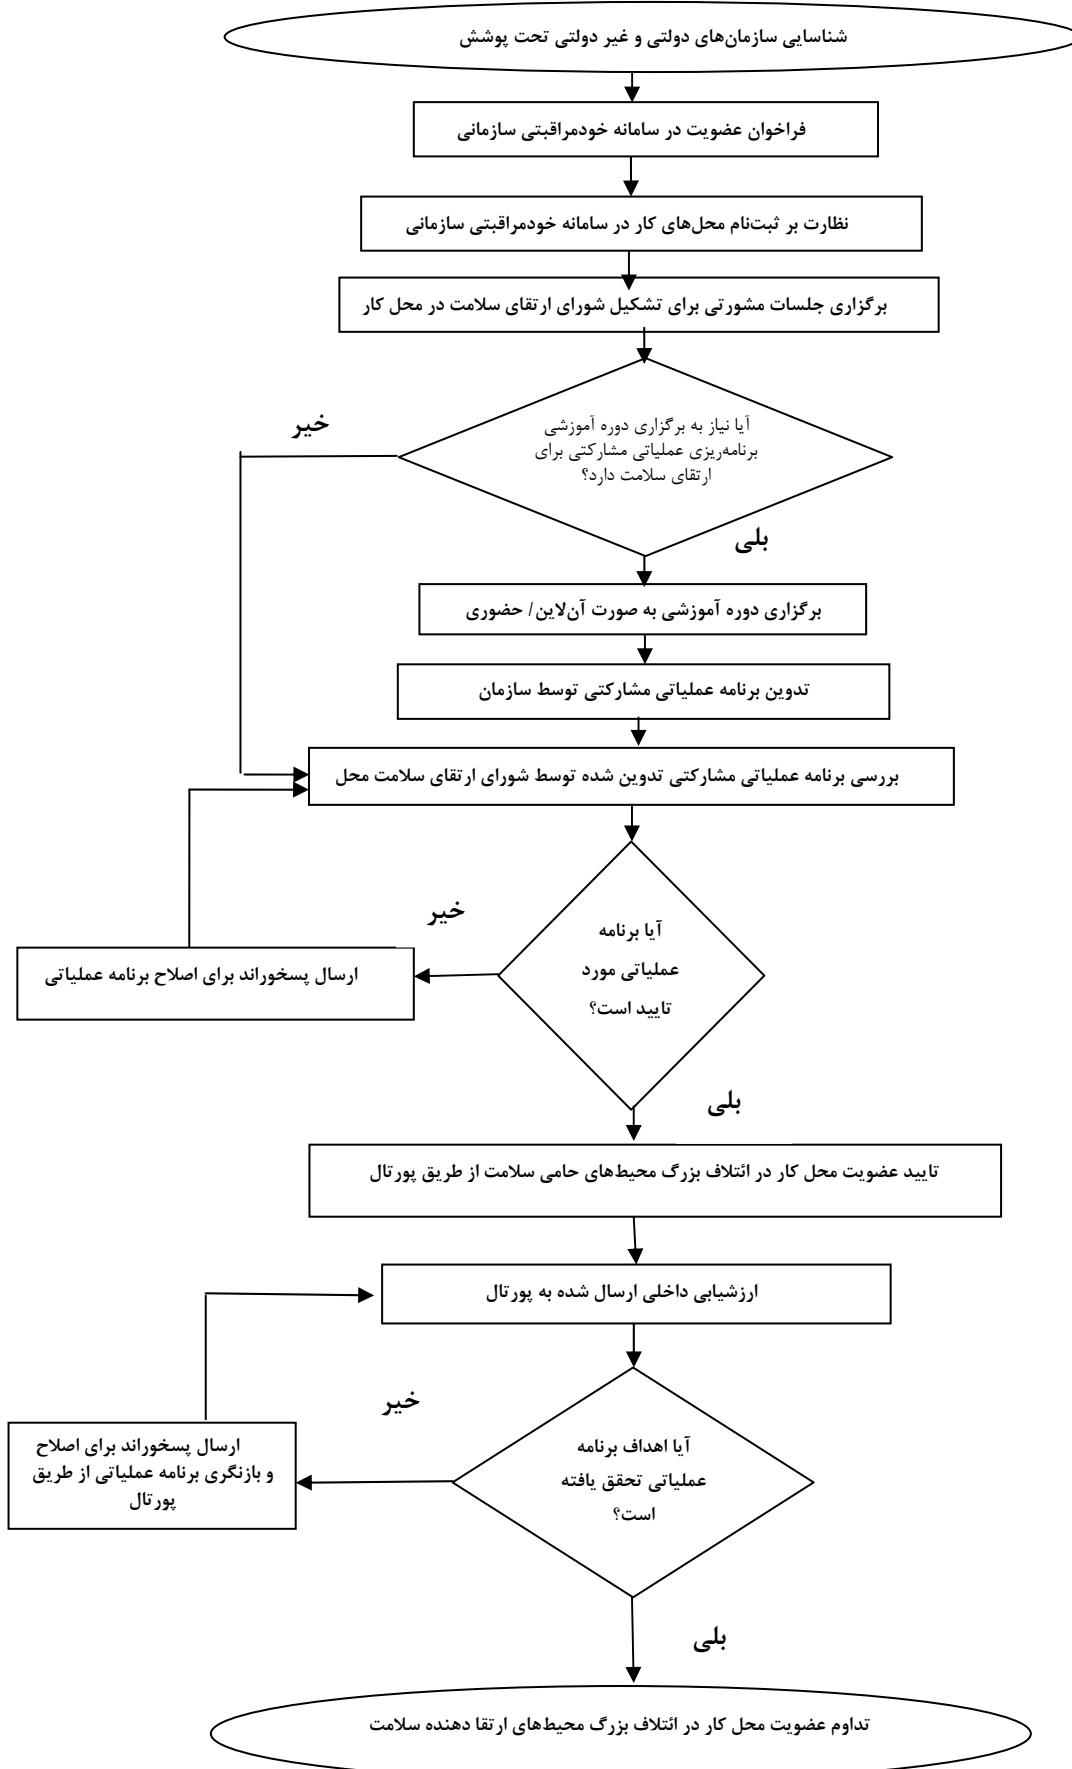 شناسایی سازمان‌های دولتی و غیر دولتی تحت پوشش
فراخوان عضویت در سامانه خودمراقبتی سازمانی
نظارت بر ثبت‌نام محل‌های کار در سامانه خودمراقبتی سازمانی
برگزاری جلسات مشورتی برای تشکیل شورای ارتقای سلامت در محل کار
آیا نیاز به برگزاری دوره آموزشی
برنامه‌ریزی عملیاتی مشارکتی برای
ارتقای سلامت دارد؟
خیر
بلی
برگزاری دوره آموزشی به صورت آن‌لاین/ حضوری
تدوین برنامه عملیاتی مشارکتی توسط سازمان
بررسی برنامه عملیاتی مشارکتی تدوین شده توسط شورای ارتقای سلامت محل
آیا برنامه
عملیاتی مورد
تایید است؟
خیر
ارسال پسخوراند برای اصلاح برنامه عملیاتی
بلی
تایید عضویت محل کار در ائتلاف بزرگ محیط‌های حامی سلامت از طریق پورتال
ارزشیابی داخلی ارسال شده به پورتال
آیا اهداف برنامه
عملیاتی تحقق یافته
است؟
خیر
ارسال پسخوراند برای اصلاح
و بازنگری برنامه عملیاتی از طریق
پورتال
بلی
تداوم عضویت محل کار در ائتلاف بزرگ محیط‌های ارتقا دهنده سلامت